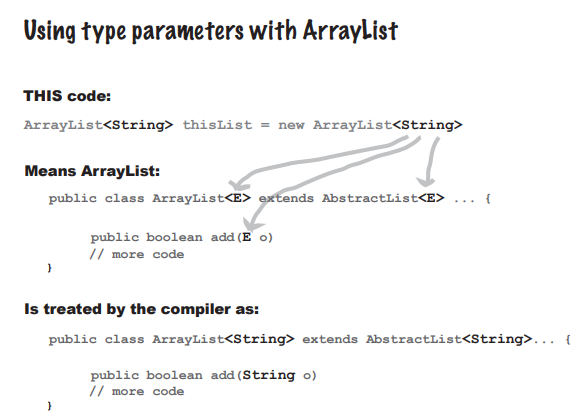 Using type parameters with ArrayList
THIS code:
ArrayList<String> thisList = new ArrayList<String>
Means ArrayList:
public class ArrayList<E> extends AbstractList<E> ... {
public boolean add(E o)
// more code
}
Is treated by the compiler as:
public class ArrayList<String> extends AbstractList<String>... {
public boolean add(String o)
// more code
}